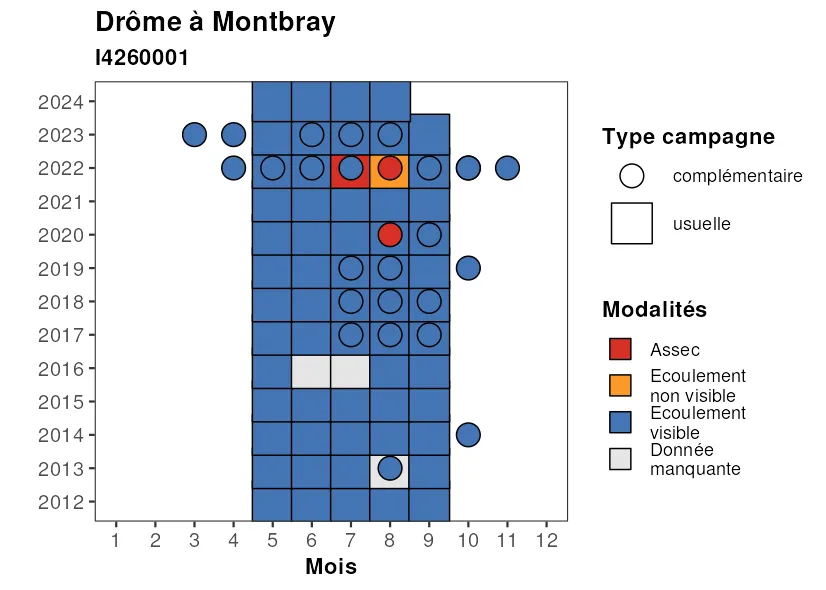 Drôme à Montbray
I4260001
2024
2023
2022
2021
2020
2019
2018
2017
2016
2015
2014
2013
2012
1 2 3 4 5 6 7 8 9 10 11 12
Mois
Type campagne
complémentaire
usuelle
Modalités
Assec
Ecoulement
non visible
Ecoulement
visible
Donnée
manquante